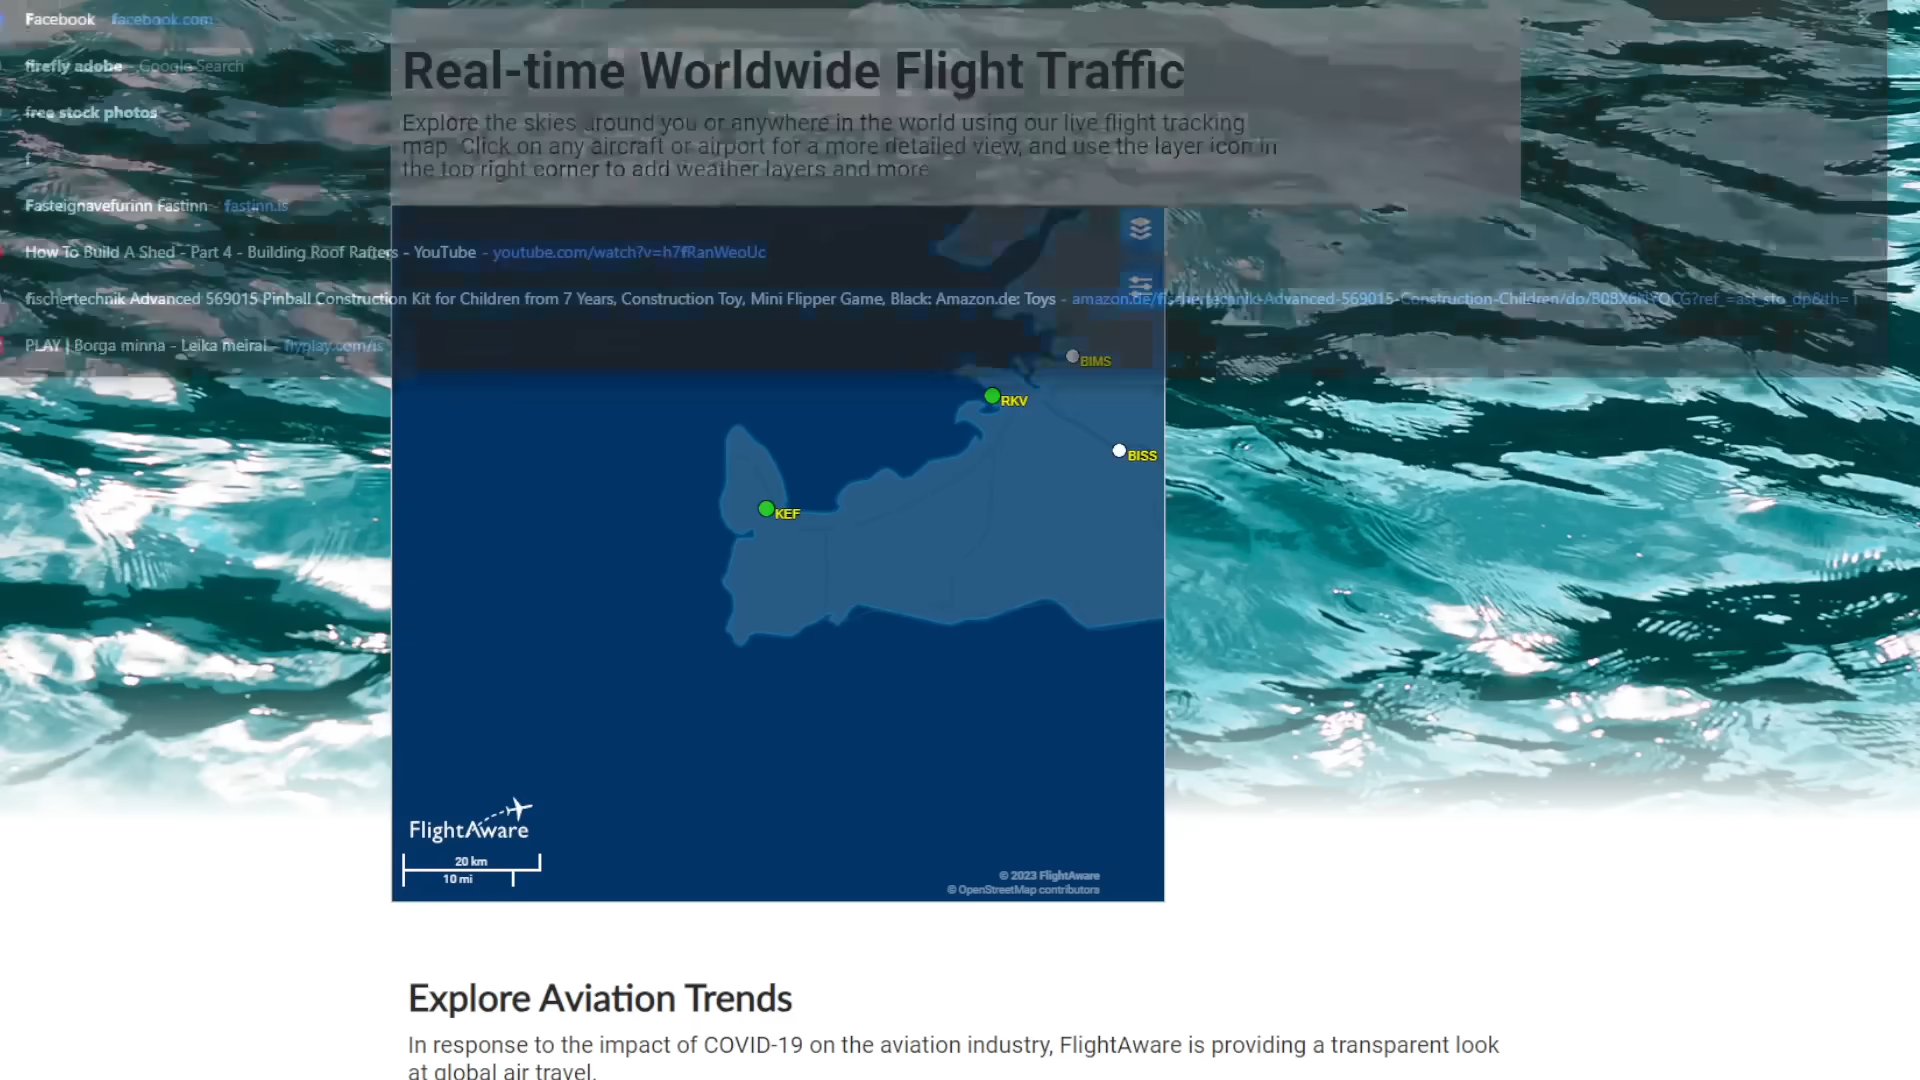 Facebook facebook.com
firefly adobe - Google Search
free stock photos
f
Fasteignavefurinn Fastinn - fastinn.is
How To Build A Shed - Part 4 - Building Roof Rafters - YouTube - youtube.com/watch?v=h7fRanWeoUc
fischertechnik Advanced 569015 Pinball Construction Kit for Children from 7 Years, Construction Toy, Mini Flipper Game, Black: Amazon.de: Toys -
PLAY | Borga minna - Leika meira! - flyplay.com/is
Real-time Worldwide Flight Traffic
Explore the skies around you or anywhere in the world using our live flight tracking
map. Click on any aircraft or airport for a more detailed view, and use the layer icon in
the top right corner to add weather layers and more
BIMS
RKV
BISS
KEF
FlightAware
20 km
10 mi
© 2023 FlightAware
© OpenStreetMap contributors
Explore Aviation Trends
In response to the impact of COVID-19 on the aviation industry, FlightAware is providing a transparent look
at global air travel.